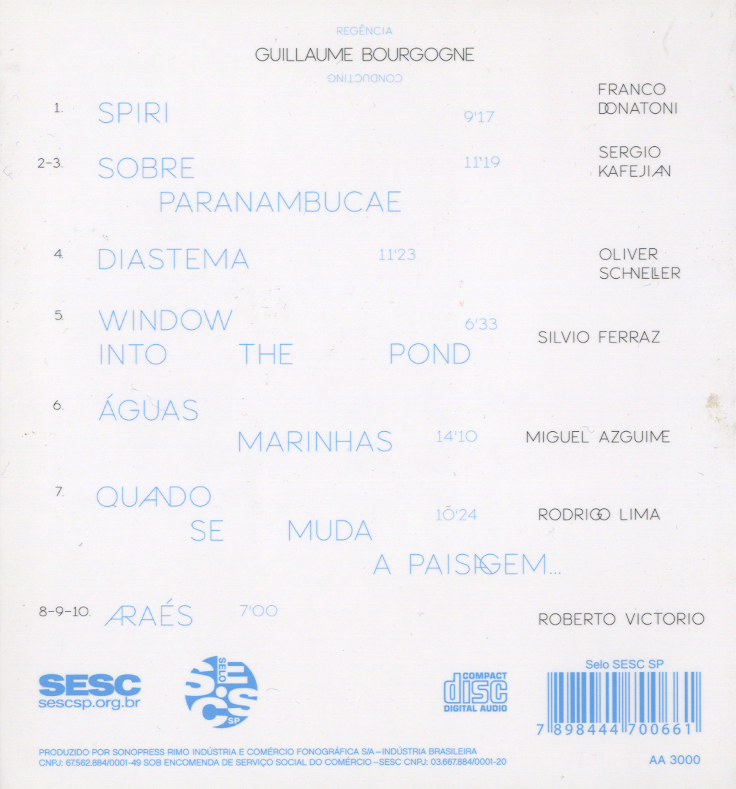 REGÊNCIA
GUILLAUME BOURGOGNE
CONDUCTING
1. SPIRI 9'17 FRANCO
DONATONI
2-3. SOBRE 11'19 SERGIO
KAFEJIAN
PARANAMBUCAE
4. DIASTEMA 11'23 OLIVER
SCHNELLER
5. WINDOW 6'33
SILVIO FERRAZ
INTO THE POND
6. ÁGUAS
MARINHAS 14'10 MIGUEL AZGUIME
7. QUANDO
10'24 RODRIGO LIMA
SE MUDA
A PAISAGEM...
8-9-10. ARAÉS 7'00 ROBERTO VICTORIO
SESC
sescsp.org.br
SELO
SESC
SP
COMPACT
disc
DIGITAL AUDIO
Selo SESC SP
7 898444 700661
AA 3000
PRODUZIDO POR SONOPRESS RIMO INDÚSTRIA E COMÉRCIO FONOGRÁFICA S/A – INDÚSTRIA BRASILEIRA
CNPJ: 67.562.884/0001-49 SOB ENCOMENDA DE SERVIÇO SOCIAL DO COMÉRCIO – SESC CNPJ: 03.667.884/0001-20